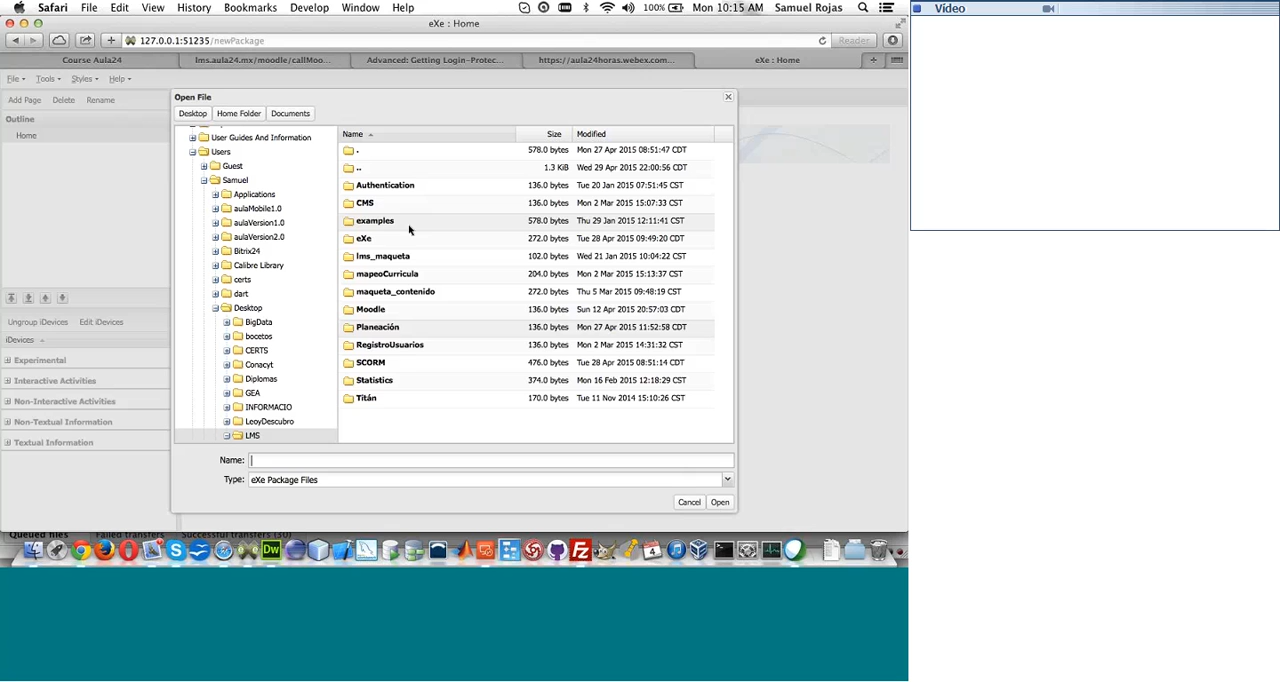 Safari File Edit View History Bookmarks Develop Window Help 100% Mon 10:15 AM Samuel Rojas
Vídeo
eXe : Home
127.0.0.1:51235/newPackage Reader
Course Aula24 lms.aula24.mx/moodle/callMoo... Advanced: Getting Login-Protec... https://aula24horas.webex.com... eXe : Home
File Tools Styles Help
Add Page Delete Rename
Outline
Home
Ungroup iDevices Edit iDevices
iDevices
Experimental
Interactive Activities
Non-Interactive Activities
Non-Textual Information
Textual Information
Open File
Desktop Home Folder Documents
User Guides And Information
Users
Guest
Samuel
Applications
aulaMobile1.0
aulaVersion1.0
aulaVersion2.0
Bitrix24
Calibre Library
certs
dart
Desktop
BigData
bocetos
CERTS
Conacyt
Diplomas
GEA
INFORMACIO
LeoyDescubro
LMS
Name Size Modified
. 578.0 bytes Mon 27 Apr 2015 08:51:47 CDT
.. 1.3 KiB Wed 29 Apr 2015 22:00:56 CDT
Authentication 136.0 bytes Tue 20 Jan 2015 07:51:45 CST
CMS 136.0 bytes Mon 2 Mar 2015 15:07:33 CST
examples 578.0 bytes Thu 29 Jan 2015 12:11:41 CST
eXe 272.0 bytes Tue 28 Apr 2015 09:49:20 CDT
lms_maqueta 102.0 bytes Wed 21 Jan 2015 10:04:22 CST
mapeoCurricula 204.0 bytes Mon 2 Mar 2015 15:13:37 CST
maqueta_contenido 272.0 bytes Thu 5 Mar 2015 09:48:19 CST
Moodle 136.0 bytes Sun 12 Apr 2015 20:57:03 CDT
Planeación 136.0 bytes Mon 27 Apr 2015 11:52:58 CDT
RegistroUsuarios 136.0 bytes Mon 2 Mar 2015 14:31:32 CST
SCORM 476.0 bytes Tue 28 Apr 2015 08:51:14 CDT
Statistics 374.0 bytes Mon 16 Feb 2015 12:18:29 CST
Titán 170.0 bytes Tue 11 Nov 2014 15:10:26 CST
Name:
Type: eXe Package Files
Cancel Open
Queued files Failed transfers Successful transfers (30)
Dw
Fz
4